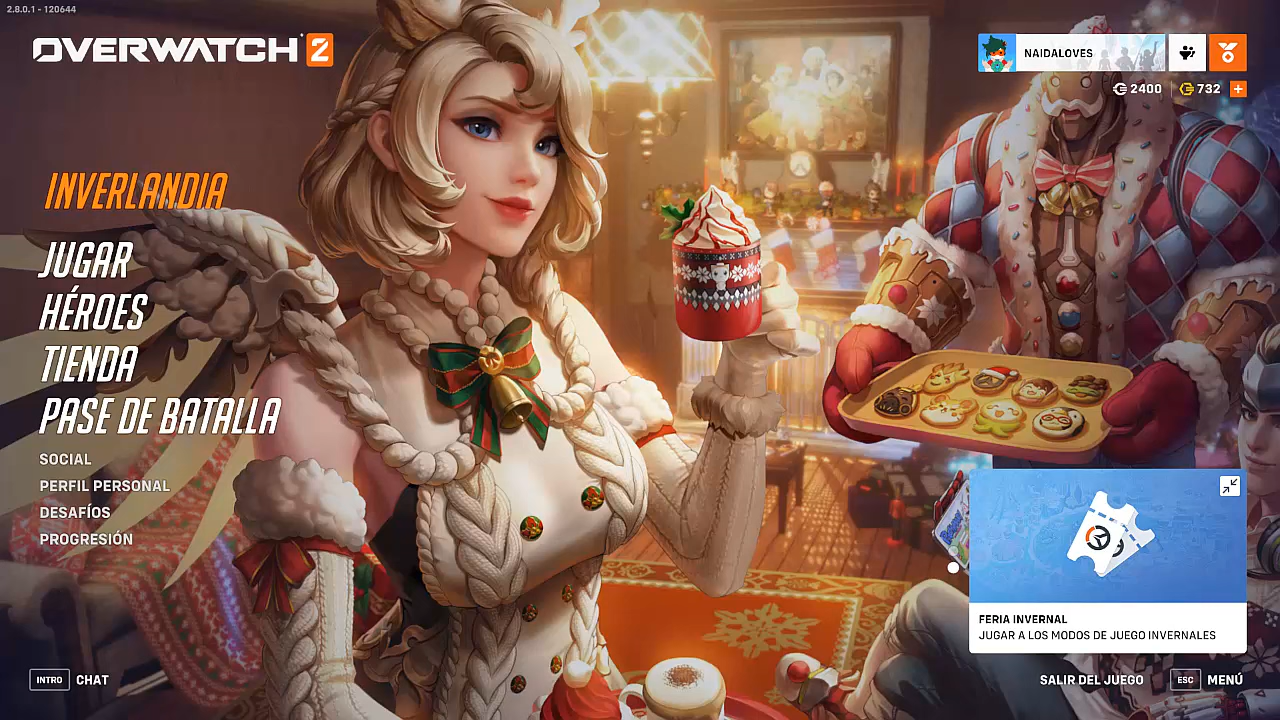 2.8.0.1 - 120644
OVERWATCH 2
NAIDALOVES
2400
732
INVERLANDIA
JUGAR
HÉROES
TIENDA
PASE DE BATALLA
SOCIAL
PERFIL PERSONAL
DESAFÍOS
PROGRESIÓN
FERIA INVERNAL
JUGAR A LOS MODOS DE JUEGO INVERNALES
INTRO CHAT
SALIR DEL JUEGO
ESC MENÚ